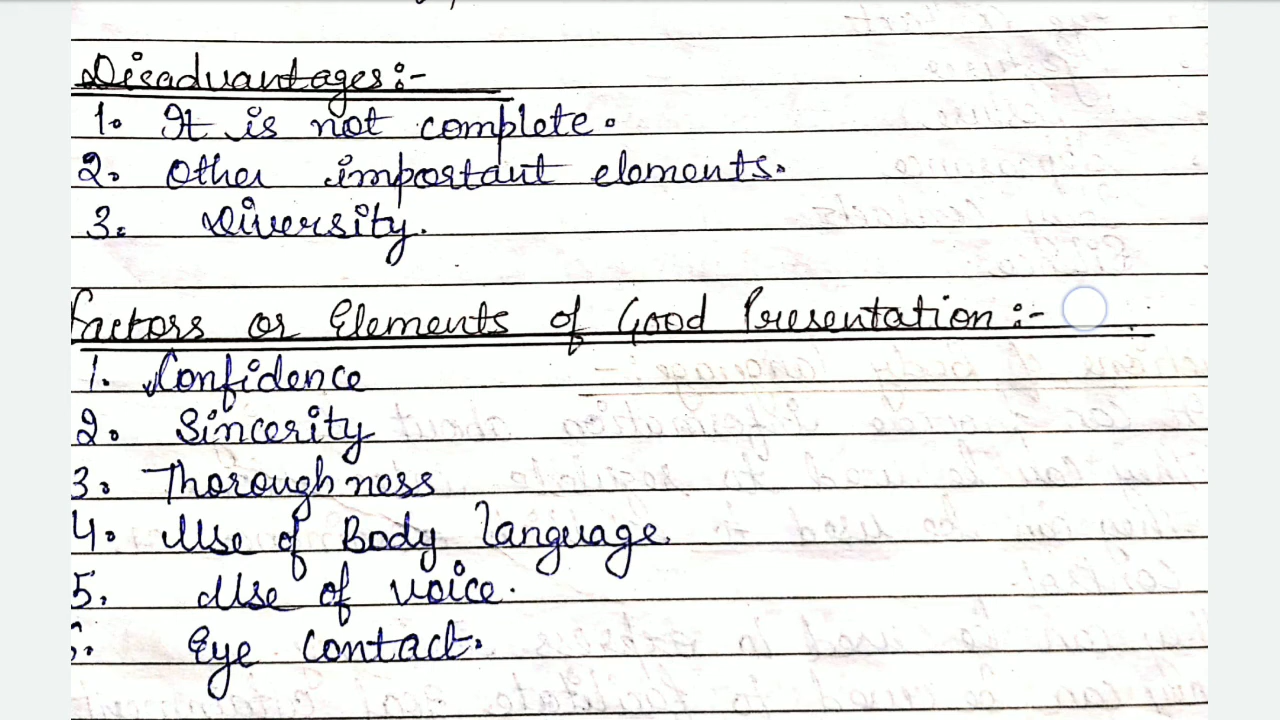 Disadvantages:-
1. It is not complete.
2. Other important elements.
3. Diversity.
Factors or Elements of Good Presentation:-
1. Confidence
2. Sincerity
3. Thoroughness
4. Use of Body language.
5. Use of voice.
6. Eye contact.